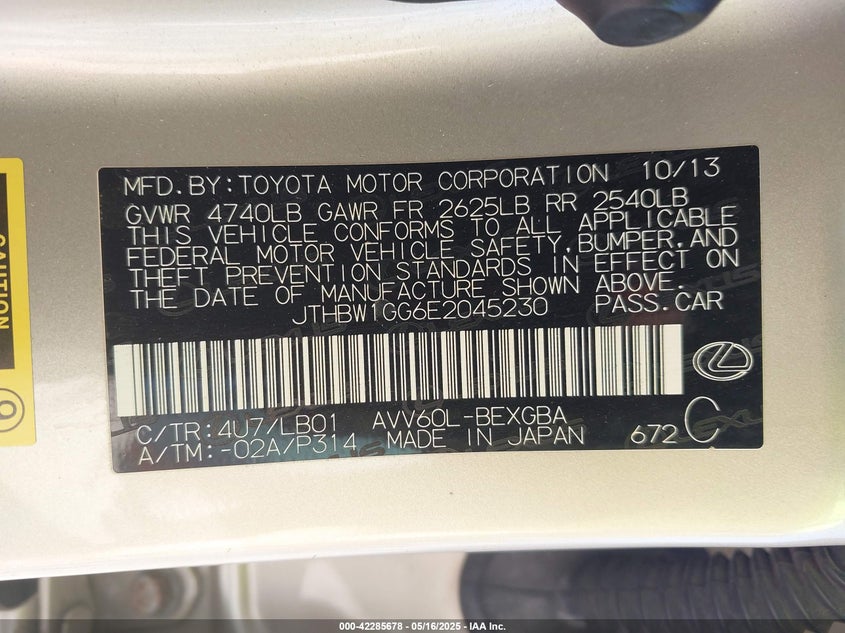 MFD.BY:TOYOTA MOTOR CORPORATION 10/13
GVWR 4740LB GAWR FR 2625LB RR 2540LB
THIS VEHICLE CONFORMS TO ALL APPLICABLE
FEDERAL MOTOR VEHICLE SAFETY,BUMPER,AND
THEFT PREVENTION STANDARDS IN EFFECT ON
THE DATE OF MANUFACTURE SHOWN ABOVE.
JTHBW1GG6E2045230 PASS.CAR
C/TR:4U7/LB01 AVV60L-BEXGBA
A/TM:-02A/P314 MADE IN JAPAN 672C
CAUTION
000-42285678 - 05/16/2025 - IAA Inc.